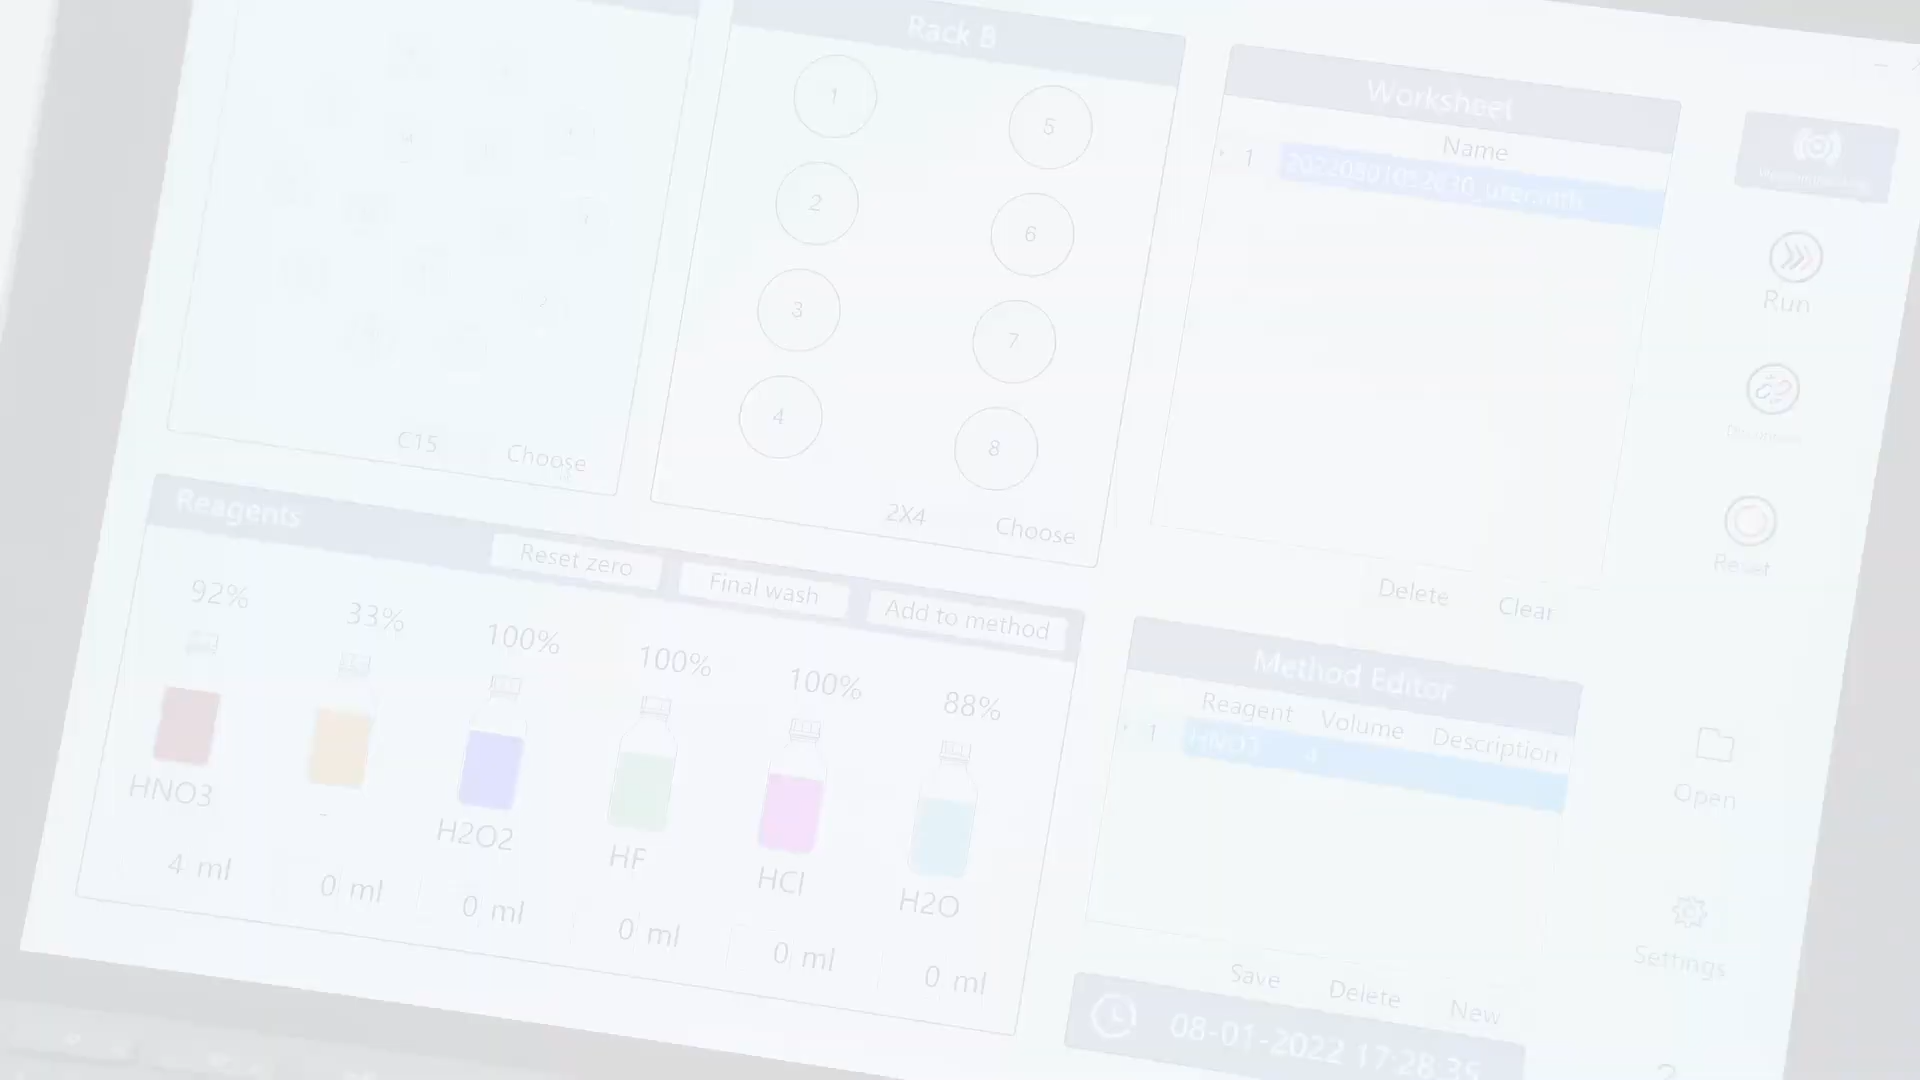 C15 Choose
Rack B
1
5
2
6
3
7
4
8
2X4 Choose
Worksheet
Name
1
Delete Clear
Run
Reset
Open
Settings
Reagents
Reset zero Final wash Add to method
92% 33% 100% 100% 100% 88%
HNO3 - H2O2 HF HCl H2O
4 ml 0 ml 0 ml 0 ml 0 ml 0 ml
Method Editor
Reagent Volume Description
1 HNO3 4
Save Delete New
08-01-2022 17:28:35